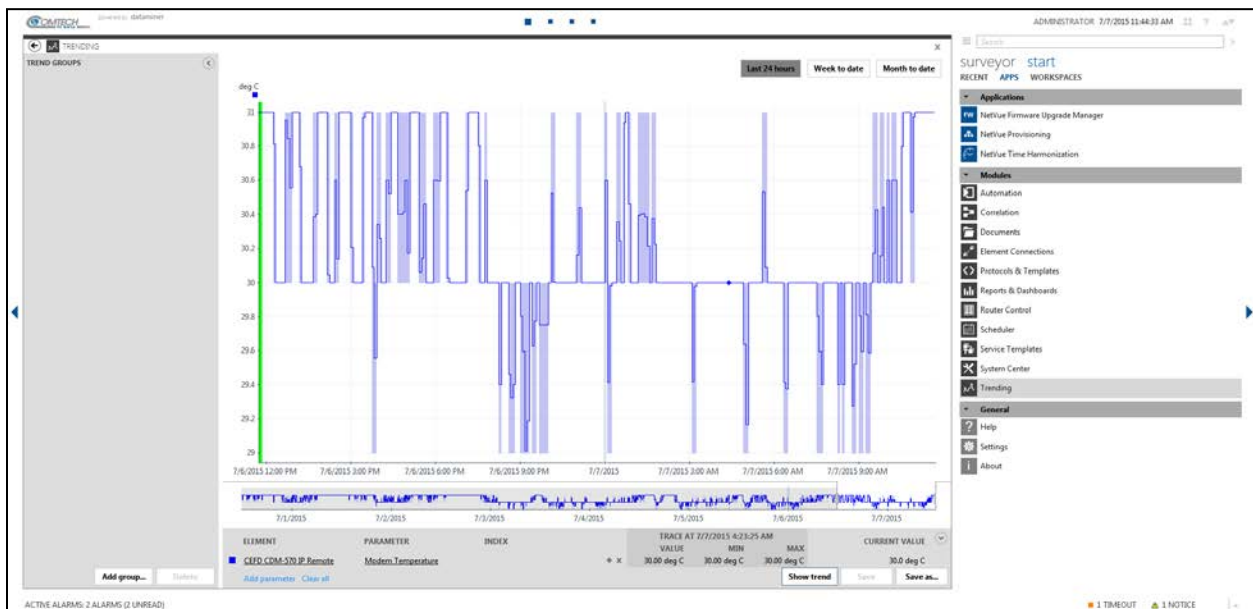 COMTECH powered by dataminer
ADMINISTRATOR 7/7/2015 11:44:33 AM ?
TRENDING X
TREND GROUPS
Last 24 hours Week to date Month to date
deg C
31
30.8
30.6
30.4
30.2
30
29.8
29.6
29.4
29.2
29
7/6/2015 12:00 PM 7/6/2015 3:00 PM 7/6/2015 6:00 PM 7/6/2015 9:00 PM 7/7/2015 7/7/2015 3:00 AM 7/7/2015 6:00 AM 7/7/2015 9:00 AM
7/1/2015 7/2/2015 7/3/2015 7/4/2015 7/5/2015 7/6/2015 7/7/2015
TRACE AT 7/7/2015 4:23:25 AM
ELEMENT PARAMETER INDEX VALUE MIN MAX CURRENT VALUE
CEFD CDM-570 IP Remote Modem Temperature + x 30.00 deg C 30.00 deg C 30.00 deg C 30.0 deg C
Add parameter Clear all
Add group... Delete Show trend Save Save as...
Search
surveyor start
RECENT APPS WORKSPACES
Applications
FW NetVue Firmware Upgrade Manager
NetVue Provisioning
NetVue Time Harmonization
Modules
Automation
Correlation
Documents
Element Connections
Protocols & Templates
Reports & Dashboards
Router Control
Scheduler
Service Templates
System Center
Trending
General
? Help
Settings
i About
ACTIVE ALARMS: 2 ALARMS (2 UNREAD) 1 TIMEOUT 1 NOTICE